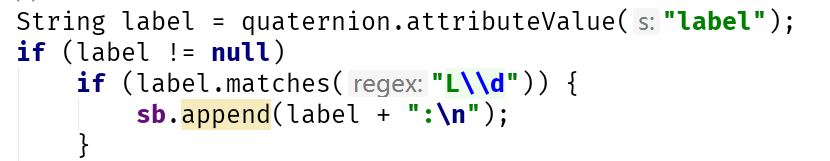 String label = quaternion.attributeValue( s: "label");
if (label != null)
if (label.matches( regex: "L\\d")) {
sb.append(label + ":\n");
}